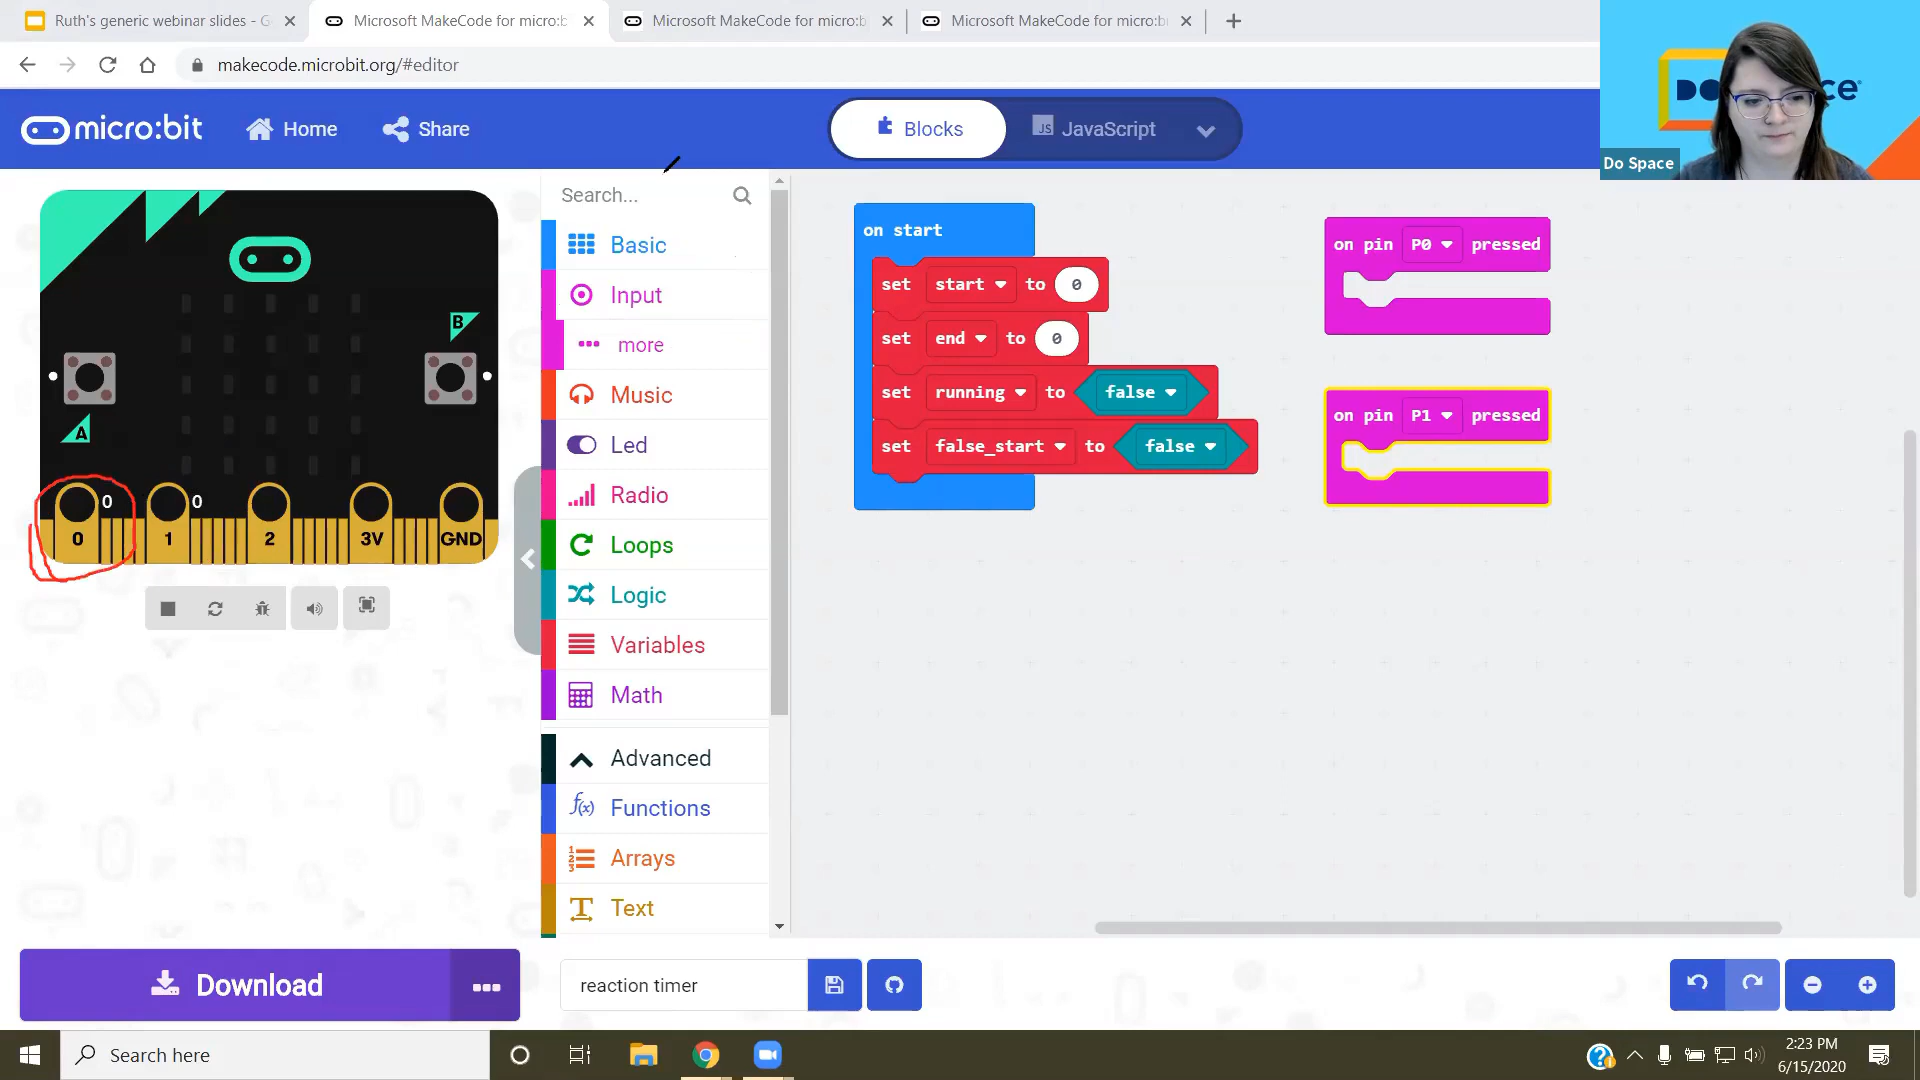 Ruth's generic webinar slides - G
Microsoft MakeCode for micro:b
Microsoft MakeCode for micro:b
Microsoft MakeCode for micro:b
makecode.microbit.org/#editor
micro:bit
Home
Share
Blocks
JS
JavaScript
Do Space
Search...
Basic
Input
more
Music
Led
Radio
Loops
Logic
Variables
Math
Advanced
Functions
Arrays
Text
B
A
0 0
0 1 2 3V GND
on start
set start to 0
set end to 0
set running to false
set false_start to false
on pin P0 pressed
on pin P1 pressed
Download
reaction timer
Search here
2:23 PM
6/15/2020